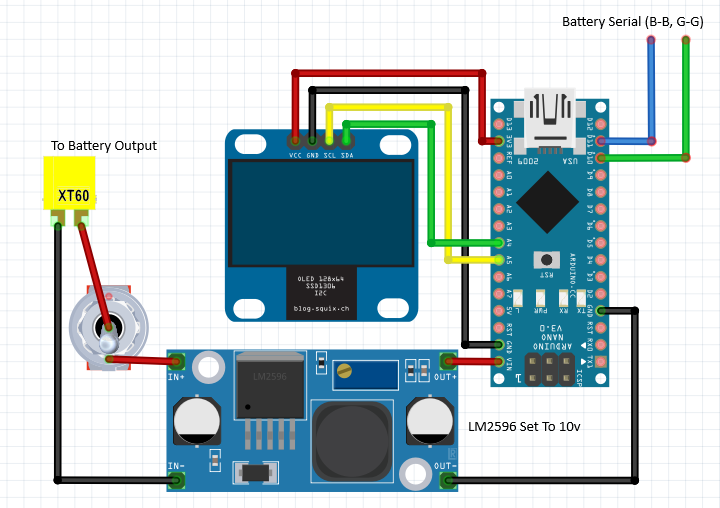 Battery Serial (B-B, G-G)
To Battery Output
XT60
VCC GND SCL SDA
OLED 128x64
SSD1306
I2C
blog-squix.ch
D13
3V3
REF
A0
A1
A2
A3
A4
A5
A6
A7
5V
RST
GND
VIN
D12
D11
D10
D9
D8
D7
D6
D5
D4
D3
D2
GND
RST
RX0
TX1
USA
2009
RST
ARDUINO.CC
L
PWR
RX
TX
ARDUINO
NANO
V3.0
ICSP
1
IN+
LM2596
OUT+
LM2596 Set To 10v
IN-
OUT-